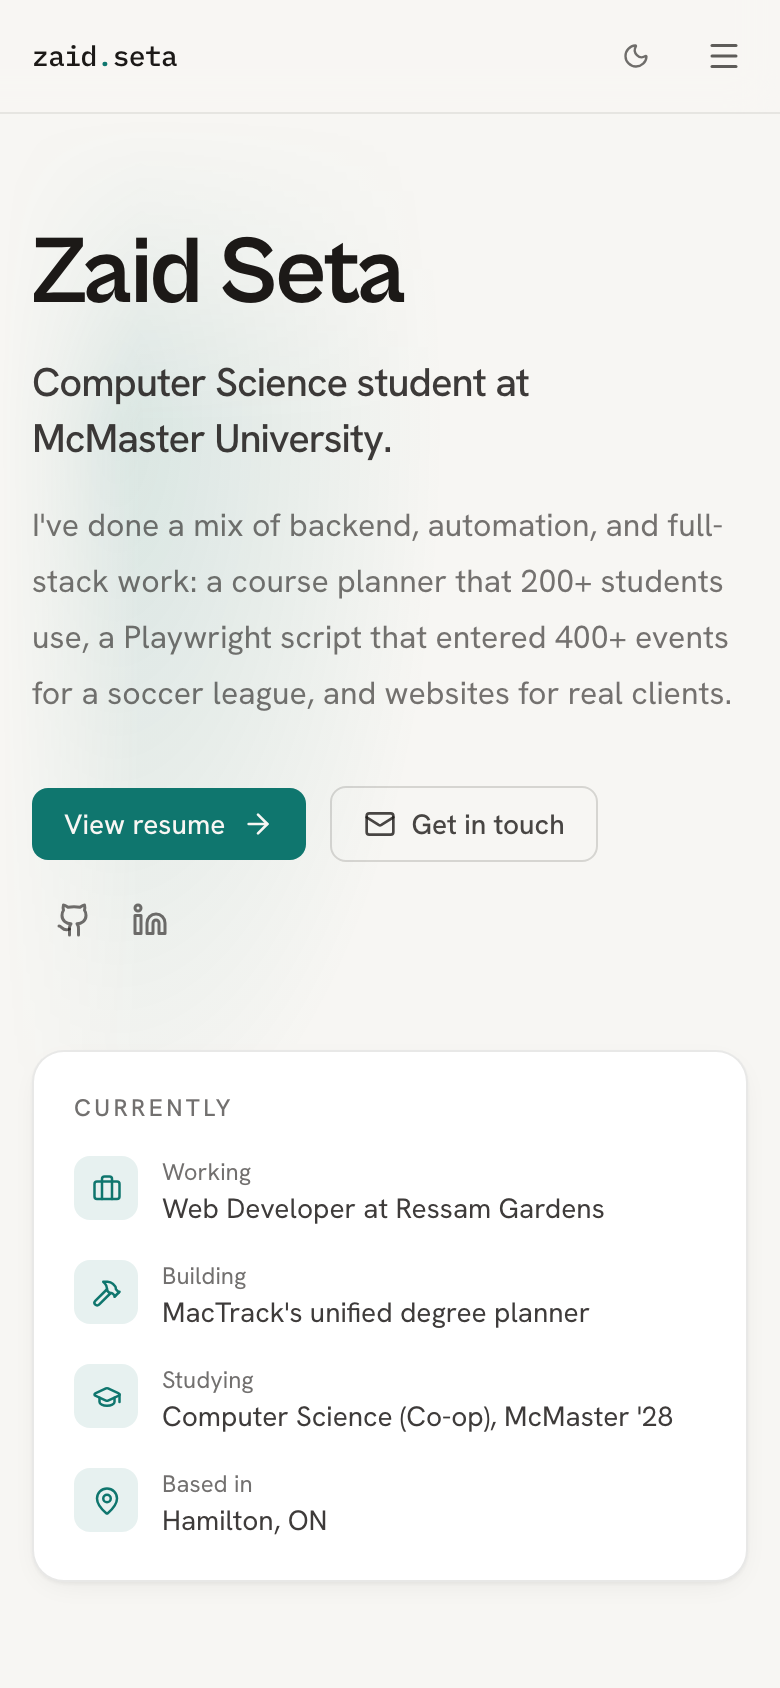 zaid.seta
Zaid Seta
Computer Science student at
McMaster University.
I've done a mix of backend, automation, and full-
stack work: a course planner that 200+ students
use, a Playwright script that entered 400+ events
for a soccer league, and websites for real clients.
View resume
Get in touch
CURRENTLY
Working
Web Developer at Ressam Gardens
Building
MacTrack's unified degree planner
Studying
Computer Science (Co-op), McMaster '28
Based in
Hamilton, ON